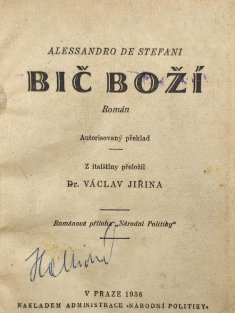 ALESSANDRO DE STEFANI
BIČ BOŽÍ
Román
Autorisovaný překlad
Z italštiny přeložil
Dr. VÁCLAV JIŘINA
Románová příloha „Národní Politiky"
V PRAZE 1936
NÁKLADEM ADMINISTRACE »NÁRODNÍ POLITIKY«